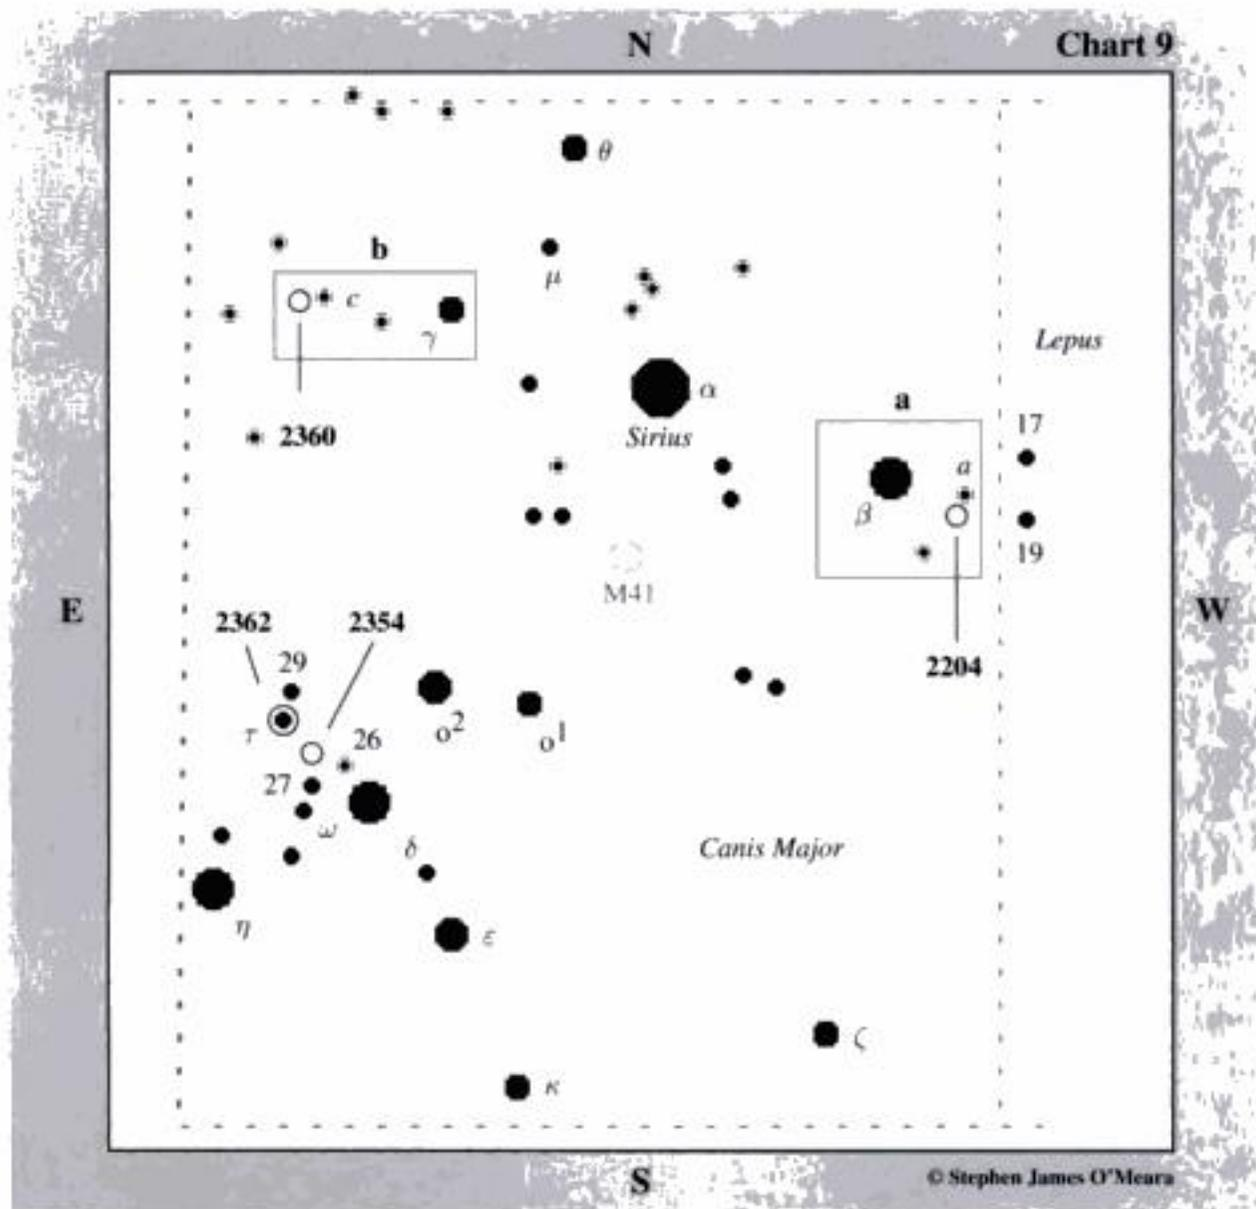 N
Chart 9
θ
b
μ
c
γ
Lepus
α
a
2360
Sirius
17
a
β
19
M41
E
W
2362
2354
29
2204
τ
o²
26
o¹
27
ω
δ
Canis Major
η
ε
ζ
κ
S
© Stephen James O'Meara